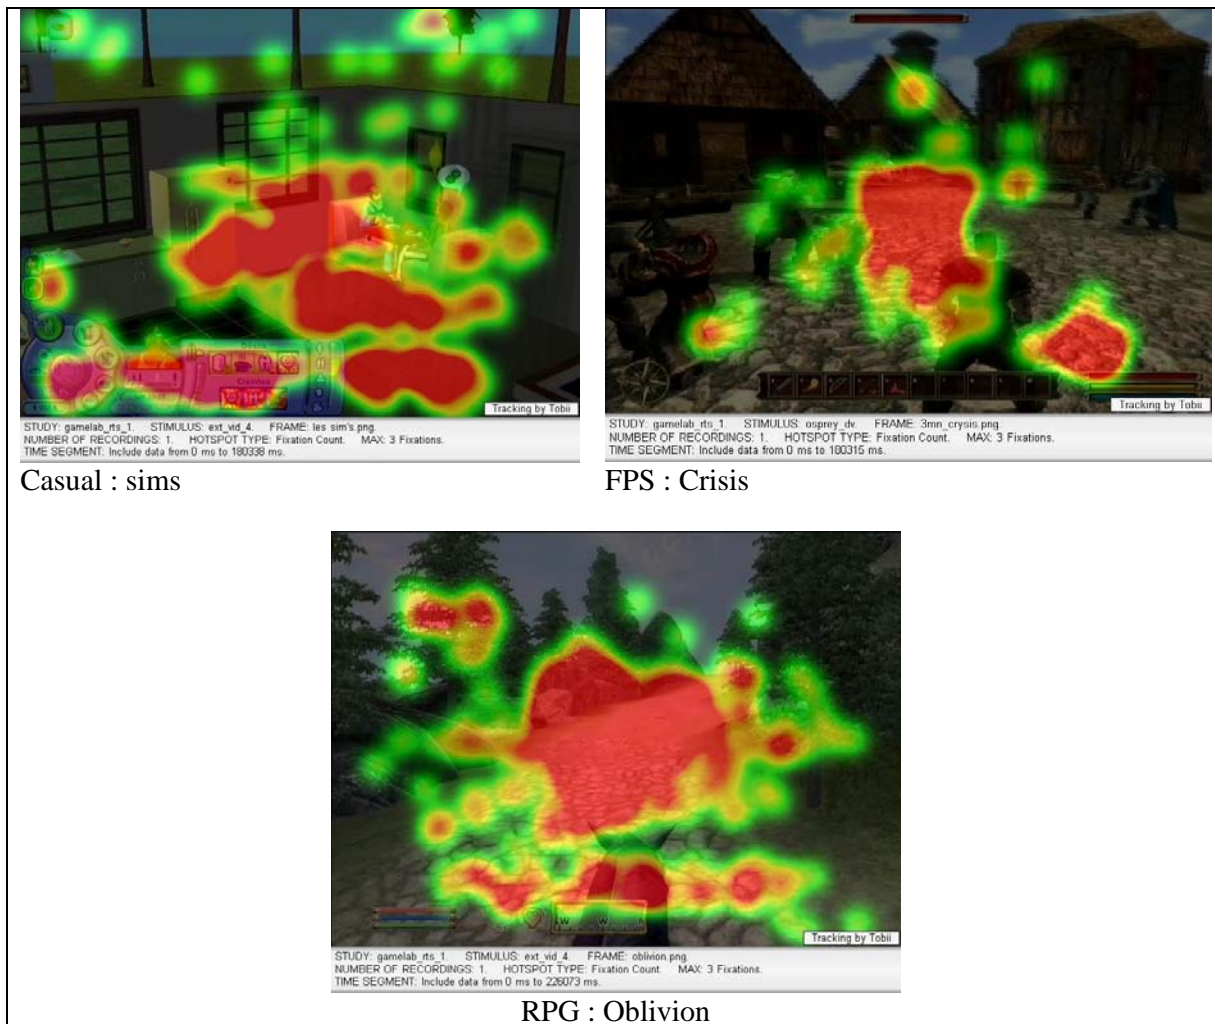 Tracking by Tobii
STUDY: gamelab_rts_1. STIMULUS: ext_vid_4. FRAME: les sim's.png.
NUMBER OF RECORDINGS: 1. HOTSPOT TYPE: Fixation Count. MAX: 3 Fixations.
TIME SEGMENT: Include data from 0 ms to 180338 ms.
Casual : sims
Tracking by Tobii
STUDY: gamelab_rts_1. STIMULUS: osprey_dv. FRAME: 3mn_crysis.png.
NUMBER OF RECORDINGS: 1. HOTSPOT TYPE: Fixation Count. MAX: 3 Fixations.
TIME SEGMENT: Include data from 0 ms to 180315 ms.
FPS : Crisis
W W
Tracking by Tobii
STUDY: gamelab_rts_1. STIMULUS: ext_vid_4. FRAME: oblivion.png.
NUMBER OF RECORDINGS: 1. HOTSPOT TYPE: Fixation Count. MAX: 3 Fixations.
TIME SEGMENT: Include data from 0 ms to 226073 ms.
RPG : Oblivion